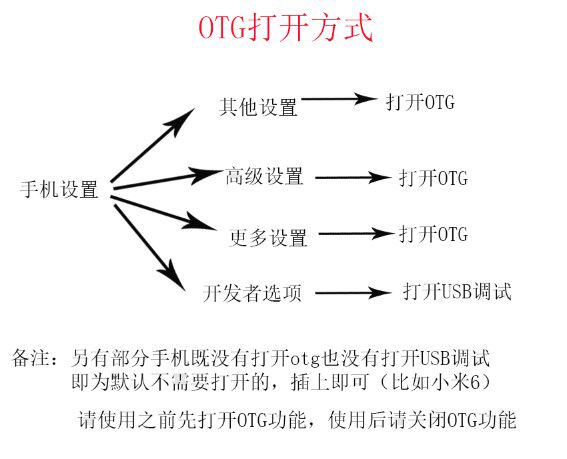 OTG打开方式
其他设置 打开OTG
高级设置 打开OTG
手机设置
更多设置 打开OTG
开发者选项 打开USB调试
备注：另有部分手机既没有打开otg也没有打开USB调试
即为默认不需要打开的，插上即可（比如小米6）
请使用之前先打开OTG功能，使用后请关闭OTG功能